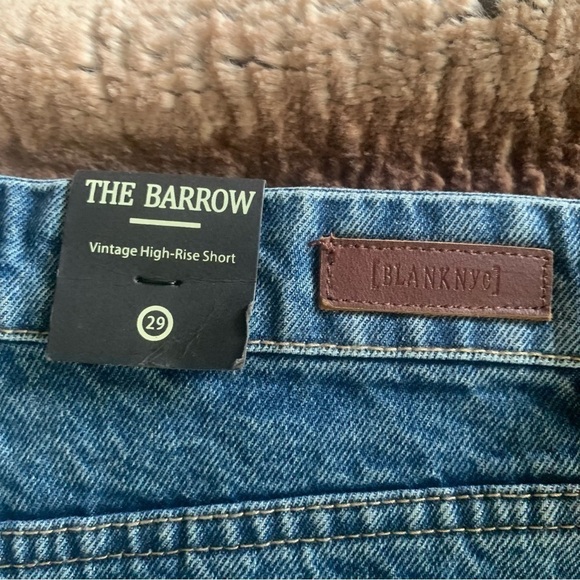 THE BARROW
Vintage High-Rise Short
29
[BLANKNYC]